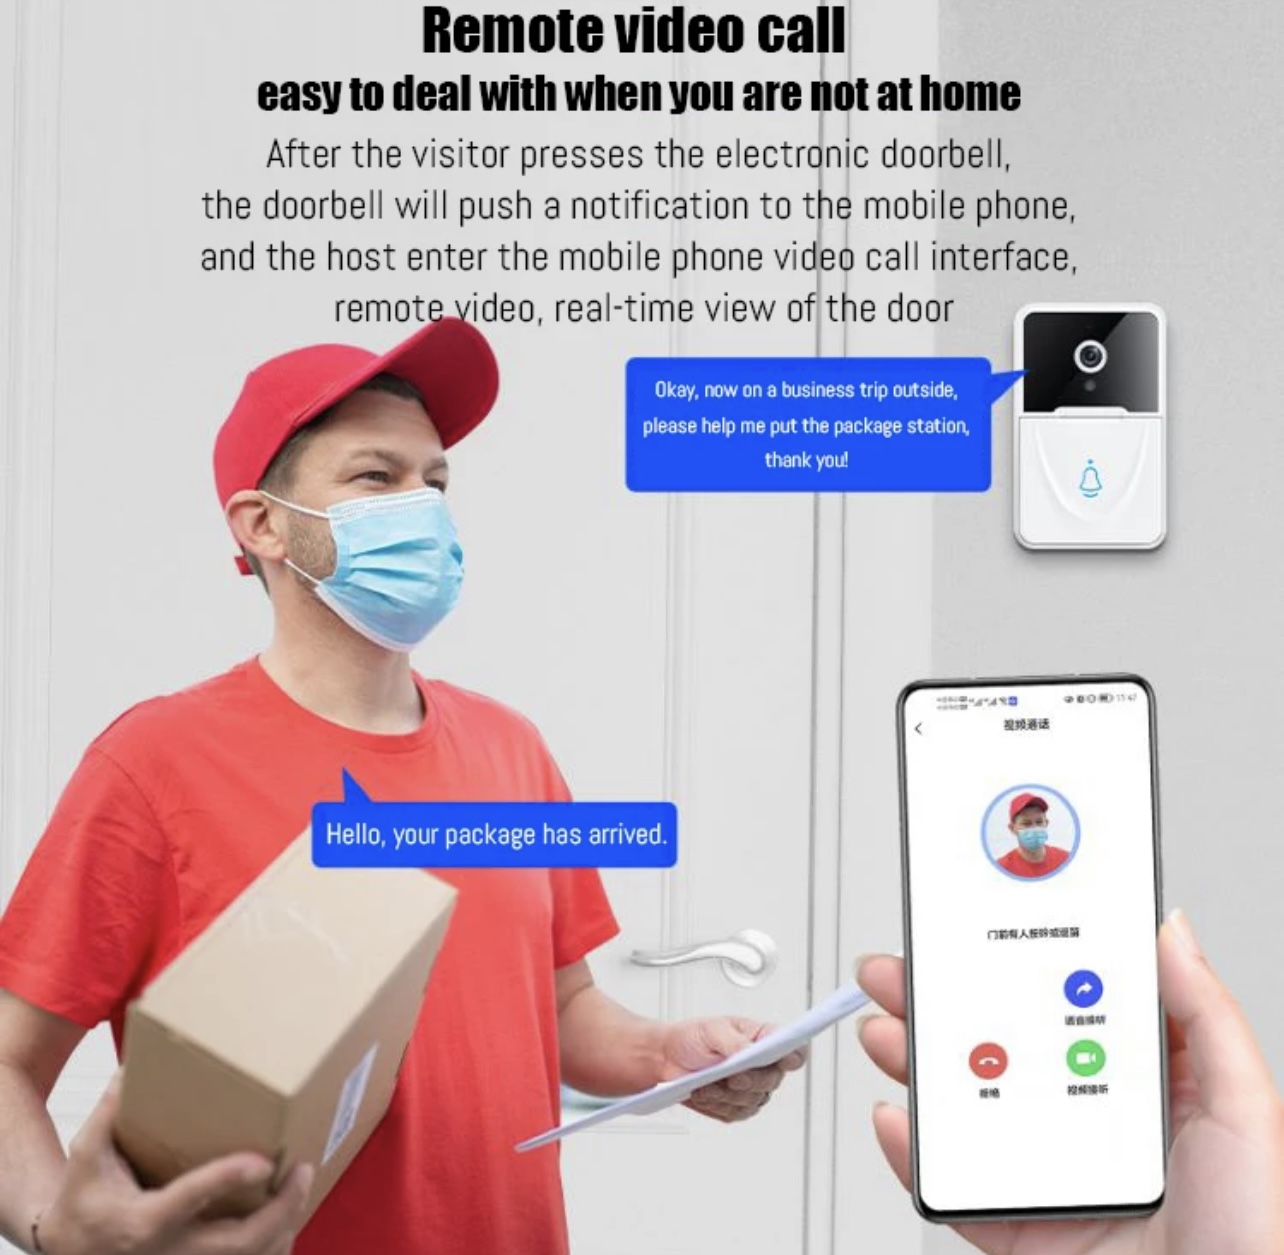 Remote video call
easy to deal with when you are not at home
After the visitor presses the electronic doorbell,
the doorbell will push a notification to the mobile phone,
and the host enter the mobile phone video call interface,
remote video, real-time view of the door
Okay, now on a business trip outside,
please help me put the package station,
thank you!
Hello, your package has arrived.
视频通话
门前有人按铃或逗留
语音接听
拒绝
视频接听